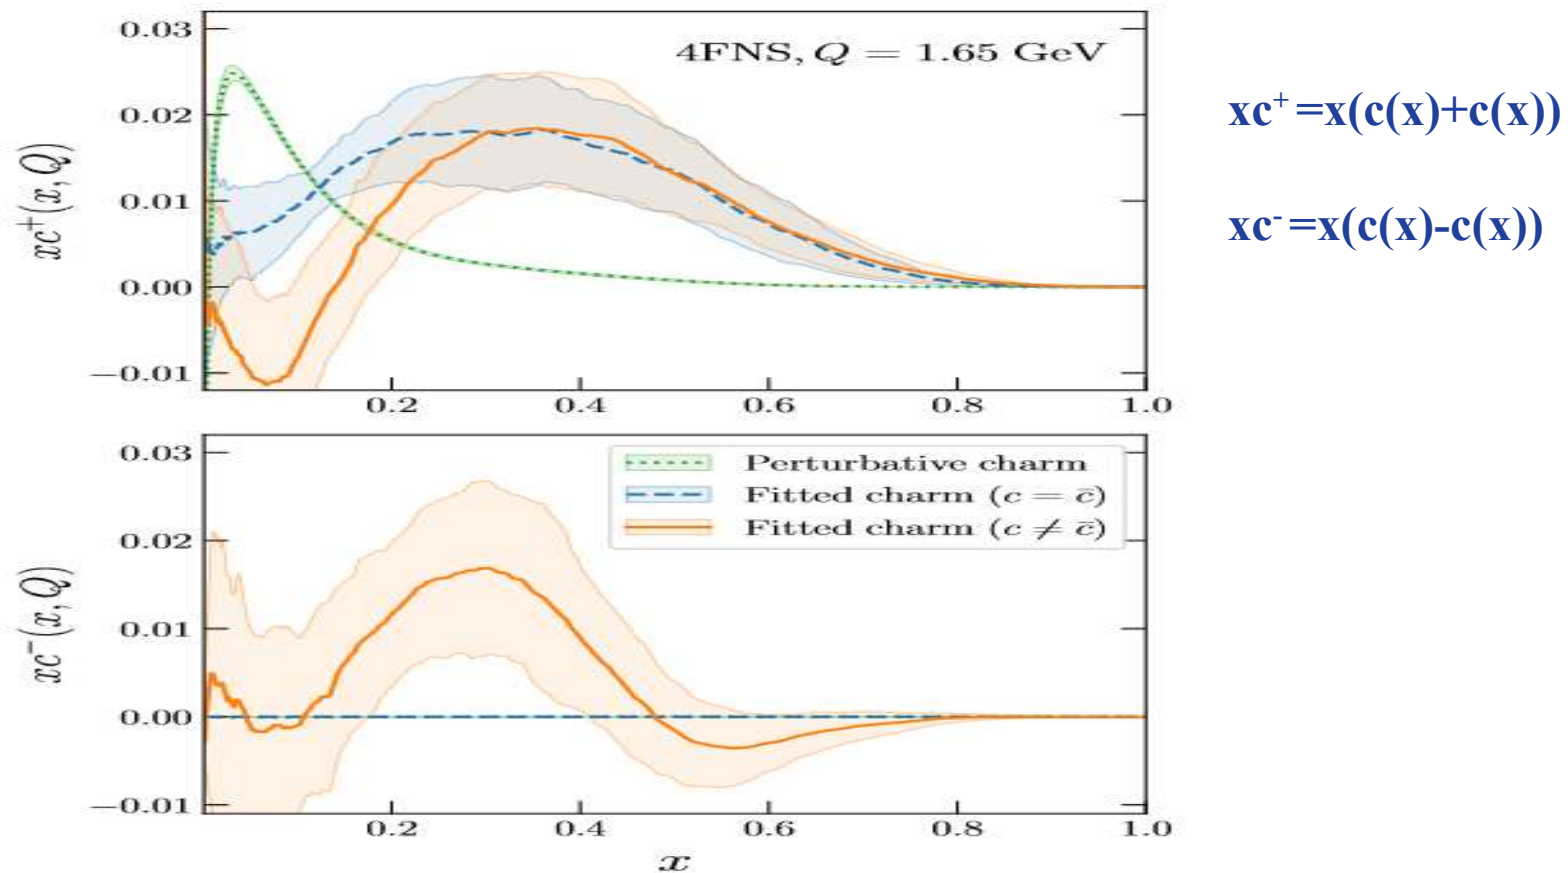 0.03
4FNS, Q = 1.65 GeV
0.02
0.01
0.00
−0.01
xc⁺(x, Q)
0.2 0.4 0.6 0.8 1.0
xc⁺=x(c(x)+c(x))
xc⁻=x(c(x)-c(x))
0.03
0.02
0.01
0.00
−0.01
xc⁻(x, Q)
Perturbative charm
Fitted charm (c = c̄)
Fitted charm (c ≠ c̄)
0.2 0.4 0.6 0.8 1.0
x